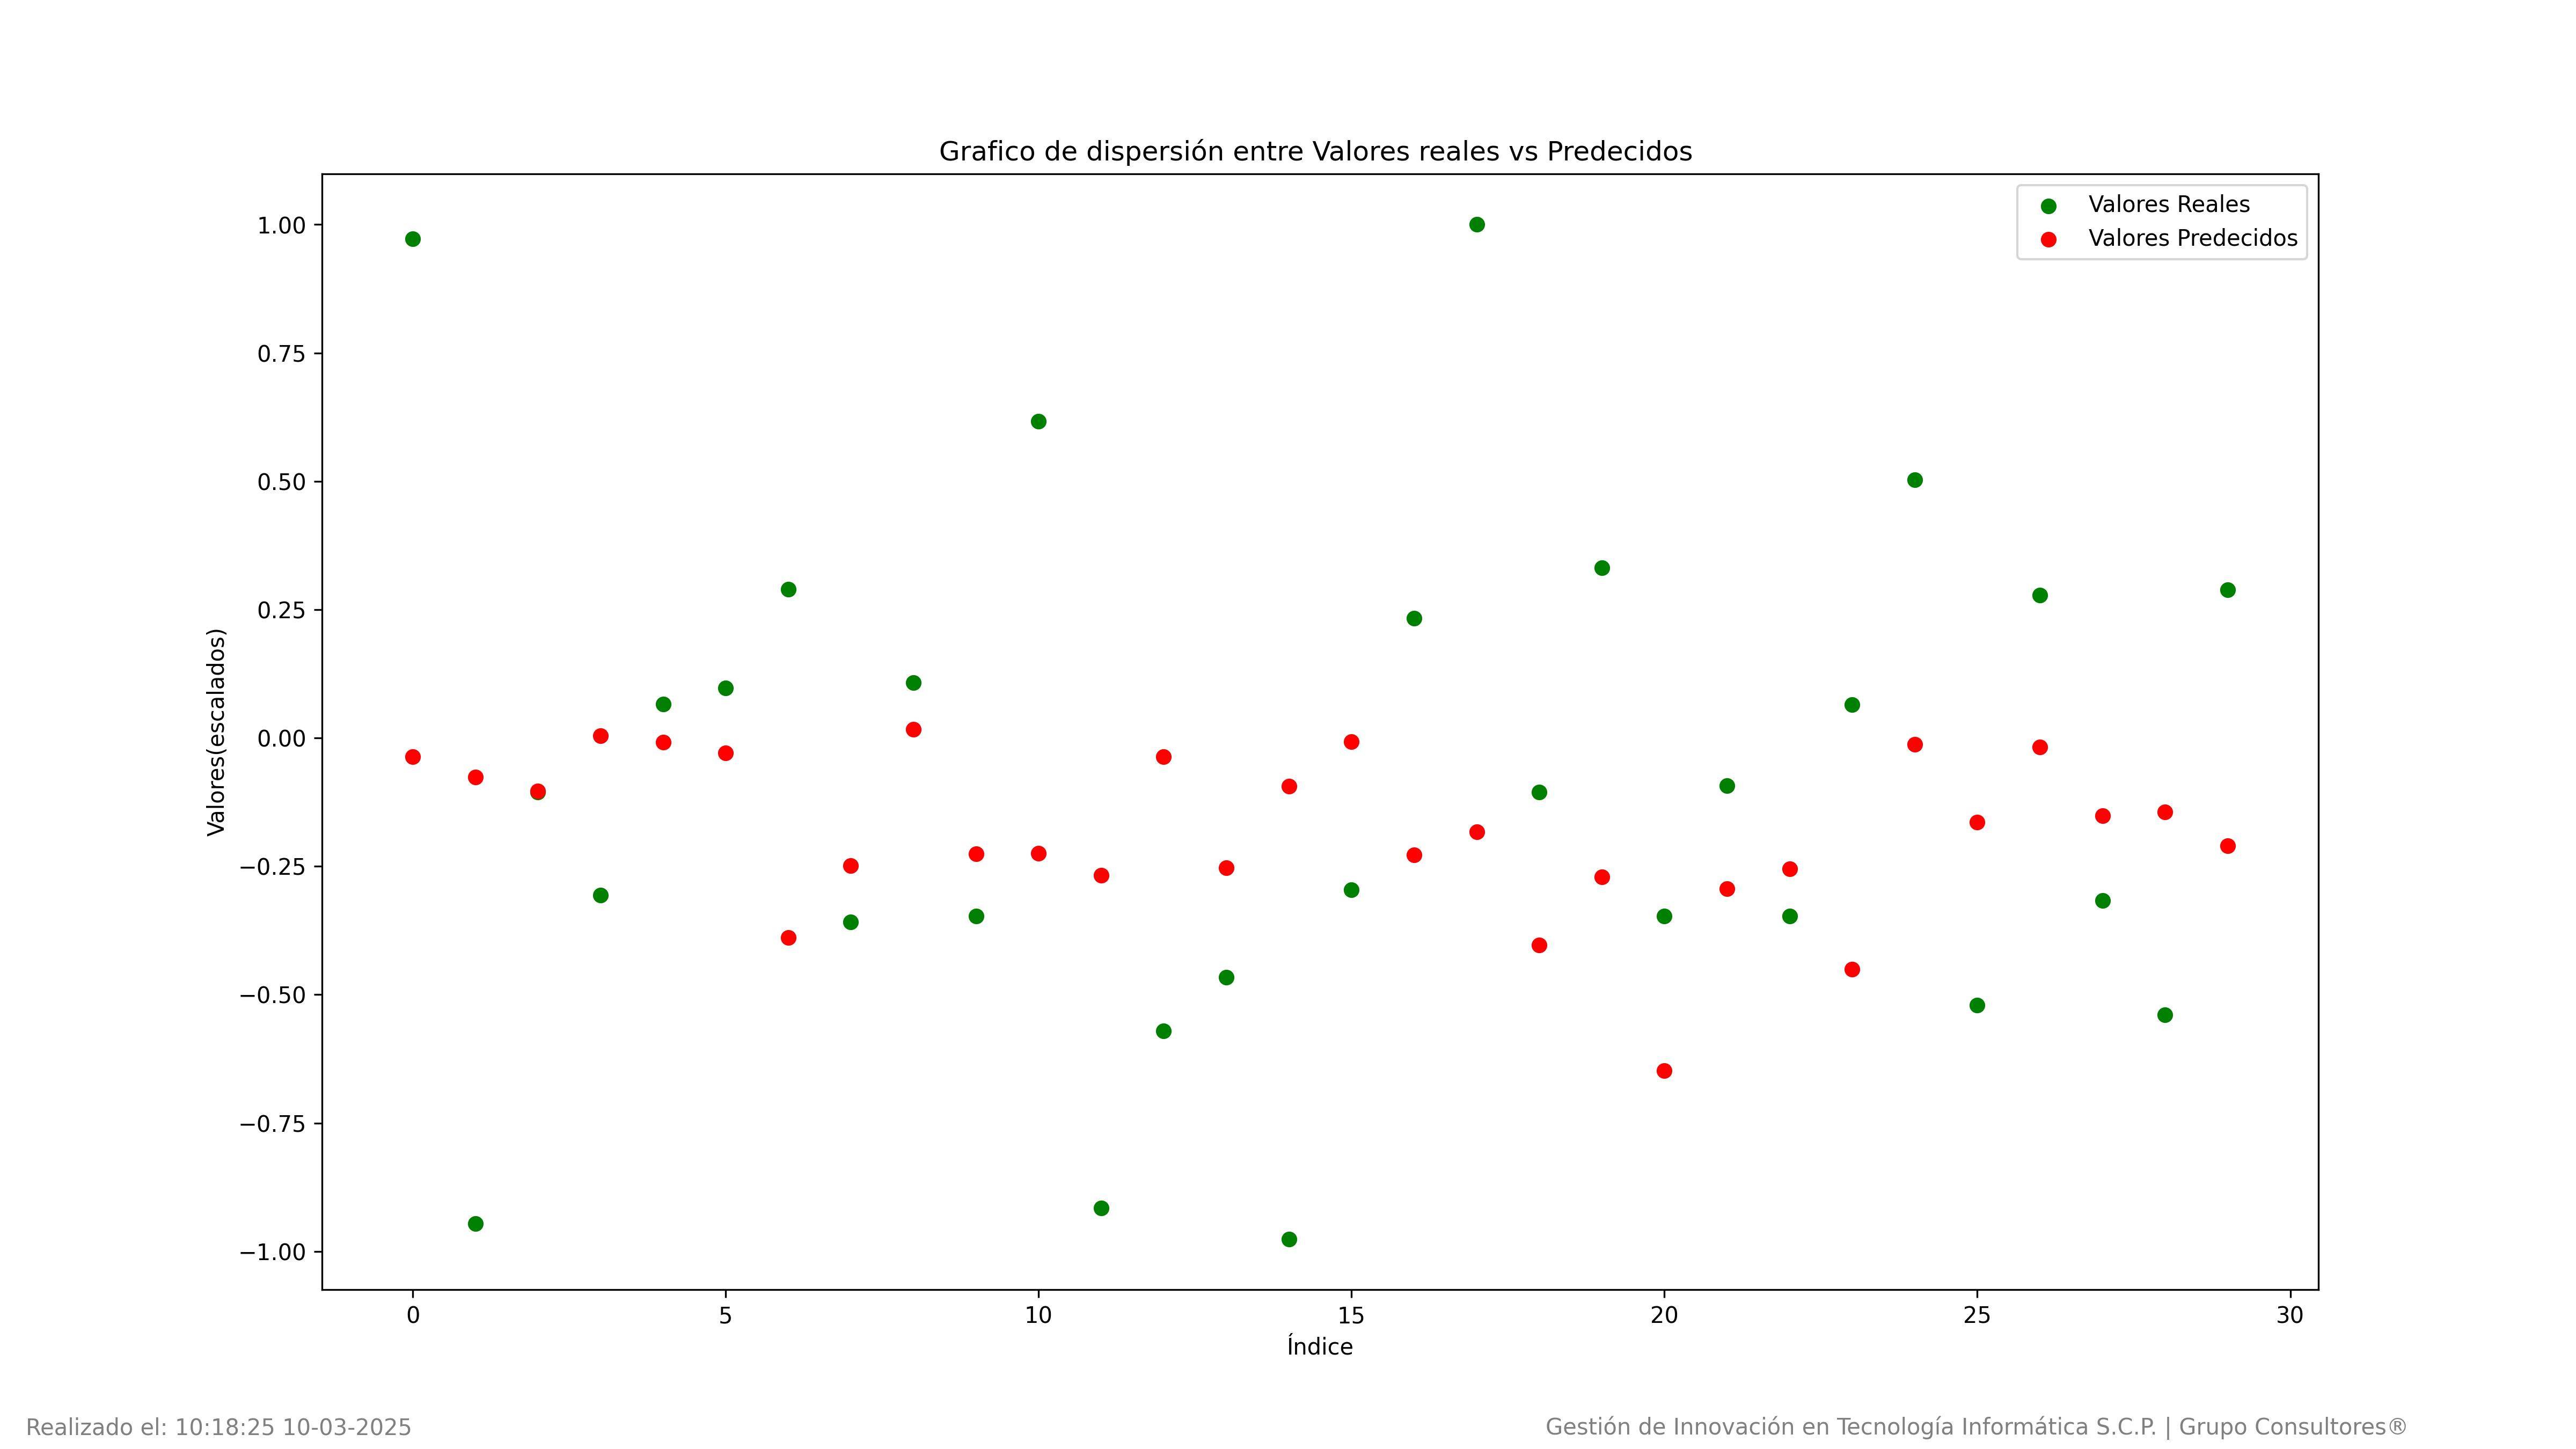 Grafico de dispersión entre Valores reales vs Predecidos
Valores Reales
Valores Predecidos
1.00
0.75
0.50
0.25
0.00
−0.25
−0.50
−0.75
−1.00
Valores(escalados)
0 5 10 15 20 25 30
Índice
Realizado el: 10:18:25 10-03-2025
Gestión de Innovación en Tecnología Informática S.C.P. | Grupo Consultores®